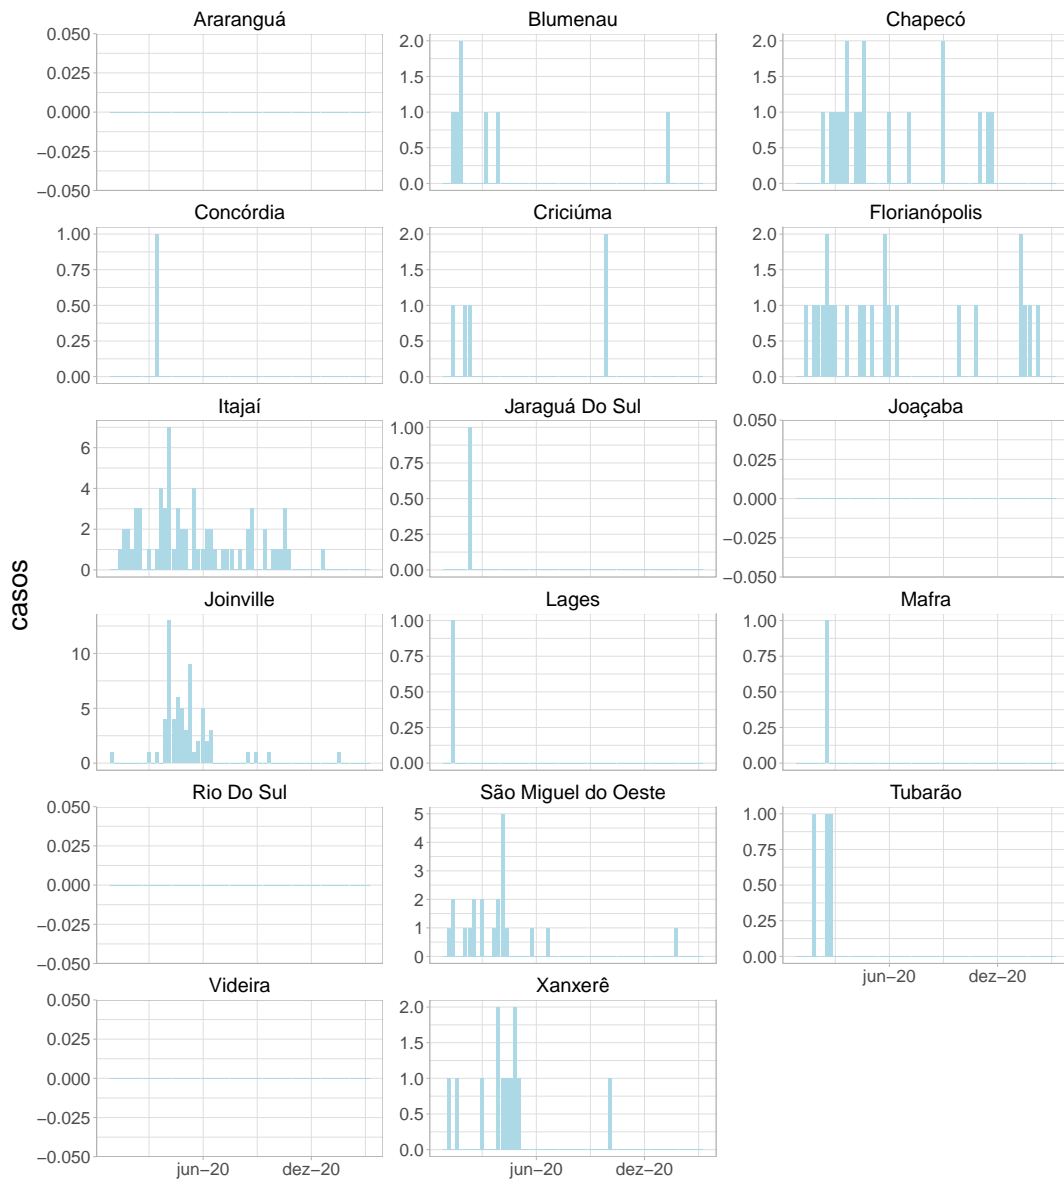 Araranguá Blumenau Chapecó
0.050 2.0 2.0
0.025 1.5 1.5
0.000 1.0 1.0
−0.025 0.5 0.5
−0.050 0.0 0.0
Concórdia Criciúma Florianópolis
1.00 2.0 2.0
0.75 1.5 1.5
0.50 1.0 1.0
0.25 0.5 0.5
0.00 0.0 0.0
Itajaí Jaraguá Do Sul Joaçaba
6 1.00 0.050
4 0.75 0.025
2 0.50 0.000
0 0.25 −0.025
0.00 −0.050
casos
Joinville Lages Mafra
10 1.00 1.00
5 0.75 0.75
0 0.50 0.50
0.25 0.25
0.00 0.00
Rio Do Sul São Miguel do Oeste Tubarão
0.050 5 1.00
0.025 4 0.75
0.000 3 0.50
−0.025 2 0.25
−0.050 1 0.00
0
jun−20 dez−20
Videira Xanxerê
0.050 2.0
0.025 1.5
0.000 1.0
−0.025 0.5
−0.050 0.0
jun−20 dez−20 jun−20 dez−20